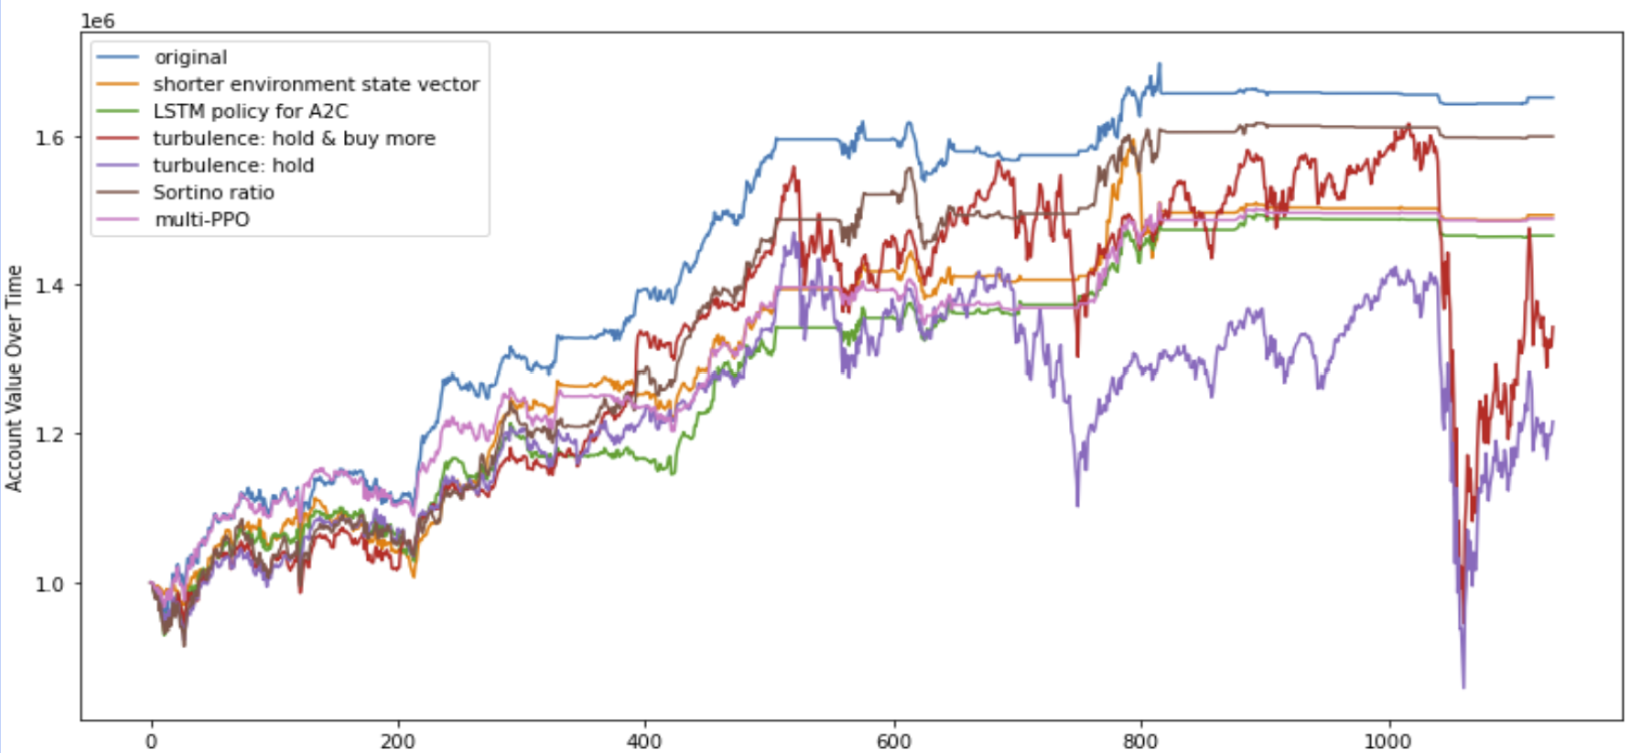 1e6
original
shorter environment state vector
LSTM policy for A2C
turbulence: hold & buy more
turbulence: hold
Sortino ratio
multi-PPO
Account Value Over Time
1.6
1.4
1.2
1.0
0 200 400 600 800 1000